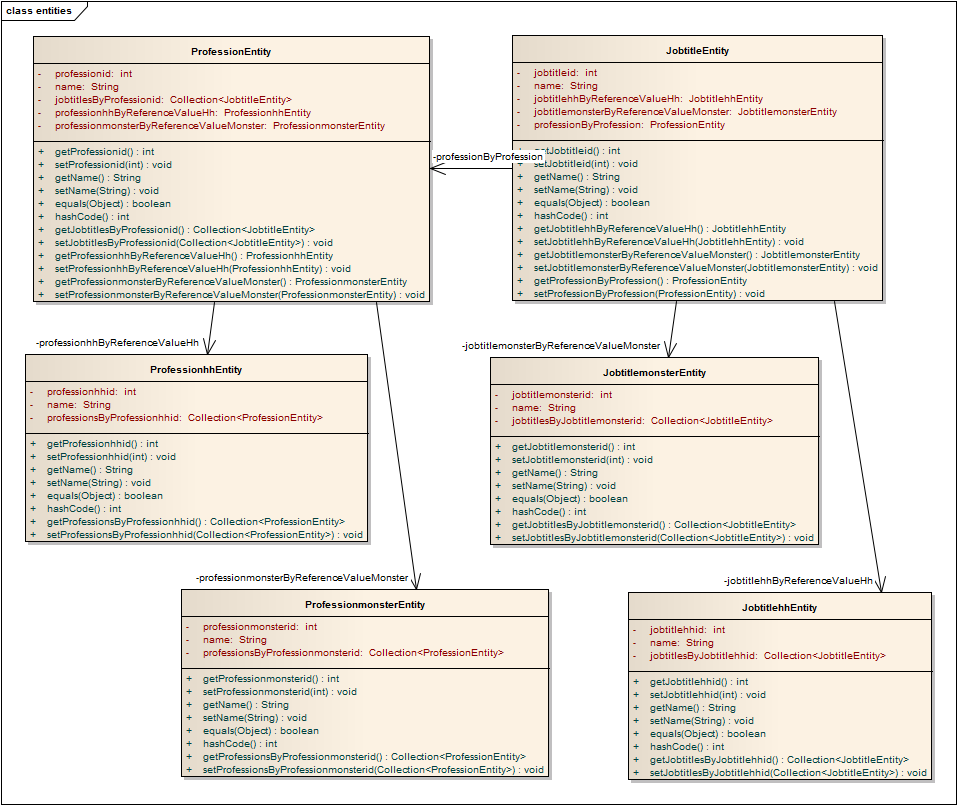 class entities
ProfessionEntity
- professionid: int
- name: String
- jobtitlesByProfessionid: Collection<JobtitleEntity>
- professionhhByReferenceValueHh: ProfessionhhEntity
- professionmonsterByReferenceValueMonster: ProfessionmonsterEntity
+ getProfessionid() : int
+ setProfessionid(int) : void
+ getName() : String
+ setName(String) : void
+ equals(Object) : boolean
+ hashCode() : int
+ getJobtitlesByProfessionid() : Collection<JobtitleEntity>
+ setJobtitlesByProfessionid(Collection<JobtitleEntity>) : void
+ getProfessionhhByReferenceValueHh() : ProfessionhhEntity
+ setProfessionhhByReferenceValueHh(ProfessionhhEntity) : void
+ getProfessionmonsterByReferenceValueMonster() : ProfessionmonsterEntity
+ setProfessionmonsterByReferenceValueMonster(ProfessionmonsterEntity) : void
-professionByProfession
JobtitleEntity
- jobtitleid: int
- name: String
- jobtitlehhByReferenceValueHh: JobtitlehhEntity
- jobtitlemonsterByReferenceValueMonster: JobtitlemonsterEntity
- professionByProfession: ProfessionEntity
+ getJobtitleid() : int
+ setJobtitleid(int) : void
+ getName() : String
+ setName(String) : void
+ equals(Object) : boolean
+ hashCode() : int
+ getJobtitlehhByReferenceValueHh() : JobtitlehhEntity
+ setJobtitlehhByReferenceValueHh(JobtitlehhEntity) : void
+ getJobtitlemonsterByReferenceValueMonster() : JobtitlemonsterEntity
+ setJobtitlemonsterByReferenceValueMonster(JobtitlemonsterEntity) : void
+ getProfessionByProfession() : ProfessionEntity
+ setProfessionByProfession(ProfessionEntity) : void
-professionhhByReferenceValueHh
ProfessionhhEntity
- professionhhid: int
- name: String
- professionsByProfessionhhid: Collection<ProfessionEntity>
+ getProfessionhhid() : int
+ setProfessionhhid(int) : void
+ getName() : String
+ setName(String) : void
+ equals(Object) : boolean
+ hashCode() : int
+ getProfessionsByProfessionhhid() : Collection<ProfessionEntity>
+ setProfessionsByProfessionhhid(Collection<ProfessionEntity>) : void
-jobtitlemonsterByReferenceValueMonster
JobtitlemonsterEntity
- jobtitlemonsterid: int
- name: String
- jobtitlesByJobtitlemonsterid: Collection<JobtitleEntity>
+ getJobtitlemonsterid() : int
+ setJobtitlemonsterid(int) : void
+ getName() : String
+ setName(String) : void
+ equals(Object) : boolean
+ hashCode() : int
+ getJobtitlesByJobtitlemonsterid() : Collection<JobtitleEntity>
+ setJobtitlesByJobtitlemonsterid(Collection<JobtitleEntity>) : void
-professionmonsterByReferenceValueMonster
ProfessionmonsterEntity
- professionmonsterid: int
- name: String
- professionsByProfessionmonsterid: Collection<ProfessionEntity>
+ getProfessionmonsterid() : int
+ setProfessionmonsterid(int) : void
+ getName() : String
+ setName(String) : void
+ equals(Object) : boolean
+ hashCode() : int
+ getProfessionsByProfessionmonsterid() : Collection<ProfessionEntity>
+ setProfessionsByProfessionmonsterid(Collection<ProfessionEntity>) : void
-jobtitlehhByReferenceValueHh
JobtitlehhEntity
- jobtitlehhid: int
- name: String
- jobtitlesByJobtitlehhid: Collection<JobtitleEntity>
+ getJobtitlehhid() : int
+ setJobtitlehhid(int) : void
+ getName() : String
+ setName(String) : void
+ equals(Object) : boolean
+ hashCode() : int
+ getJobtitlesByJobtitlehhid() : Collection<JobtitleEntity>
+ setJobtitlesByJobtitlehhid(Collection<JobtitleEntity>) : void